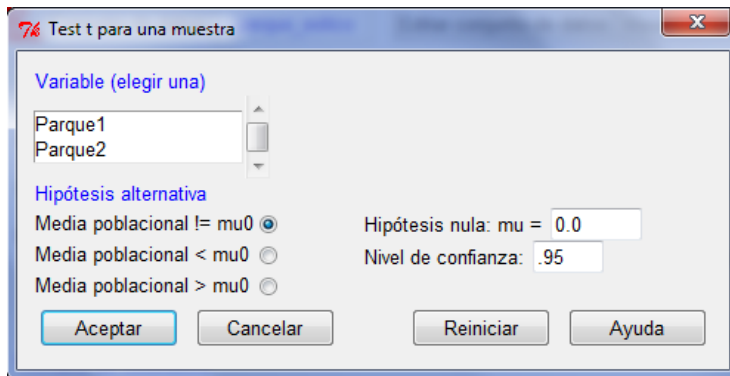 Test t para una muestra
Variable (elegir una)
Parque1
Parque2
Hipótesis alternativa
Media poblacional != mu0
Hipótesis nula: mu = 0.0
Media poblacional < mu0
Nivel de confianza: .95
Media poblacional > mu0
Aceptar Cancelar Reiniciar Ayuda